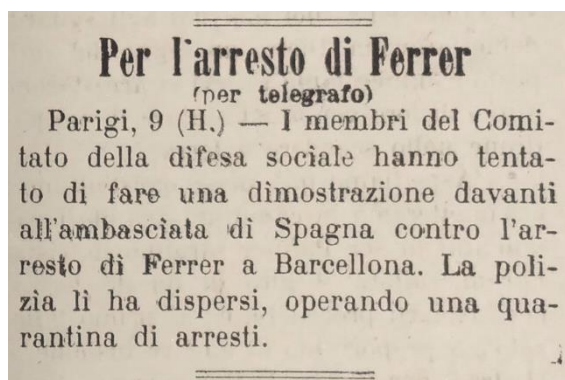 Per l'arresto di Ferrer
(per telegrafo)
Parigi, 9 (H.) — I membri del Comi-
tato della difesa sociale hanno tenta-
to di fare una dimostrazione davanti
all'ambasciata di Spagna contro l'ar-
resto di Ferrer a Barcellona. La poli-
zia li ha dispersi, operando una qua-
rantina di arresti.